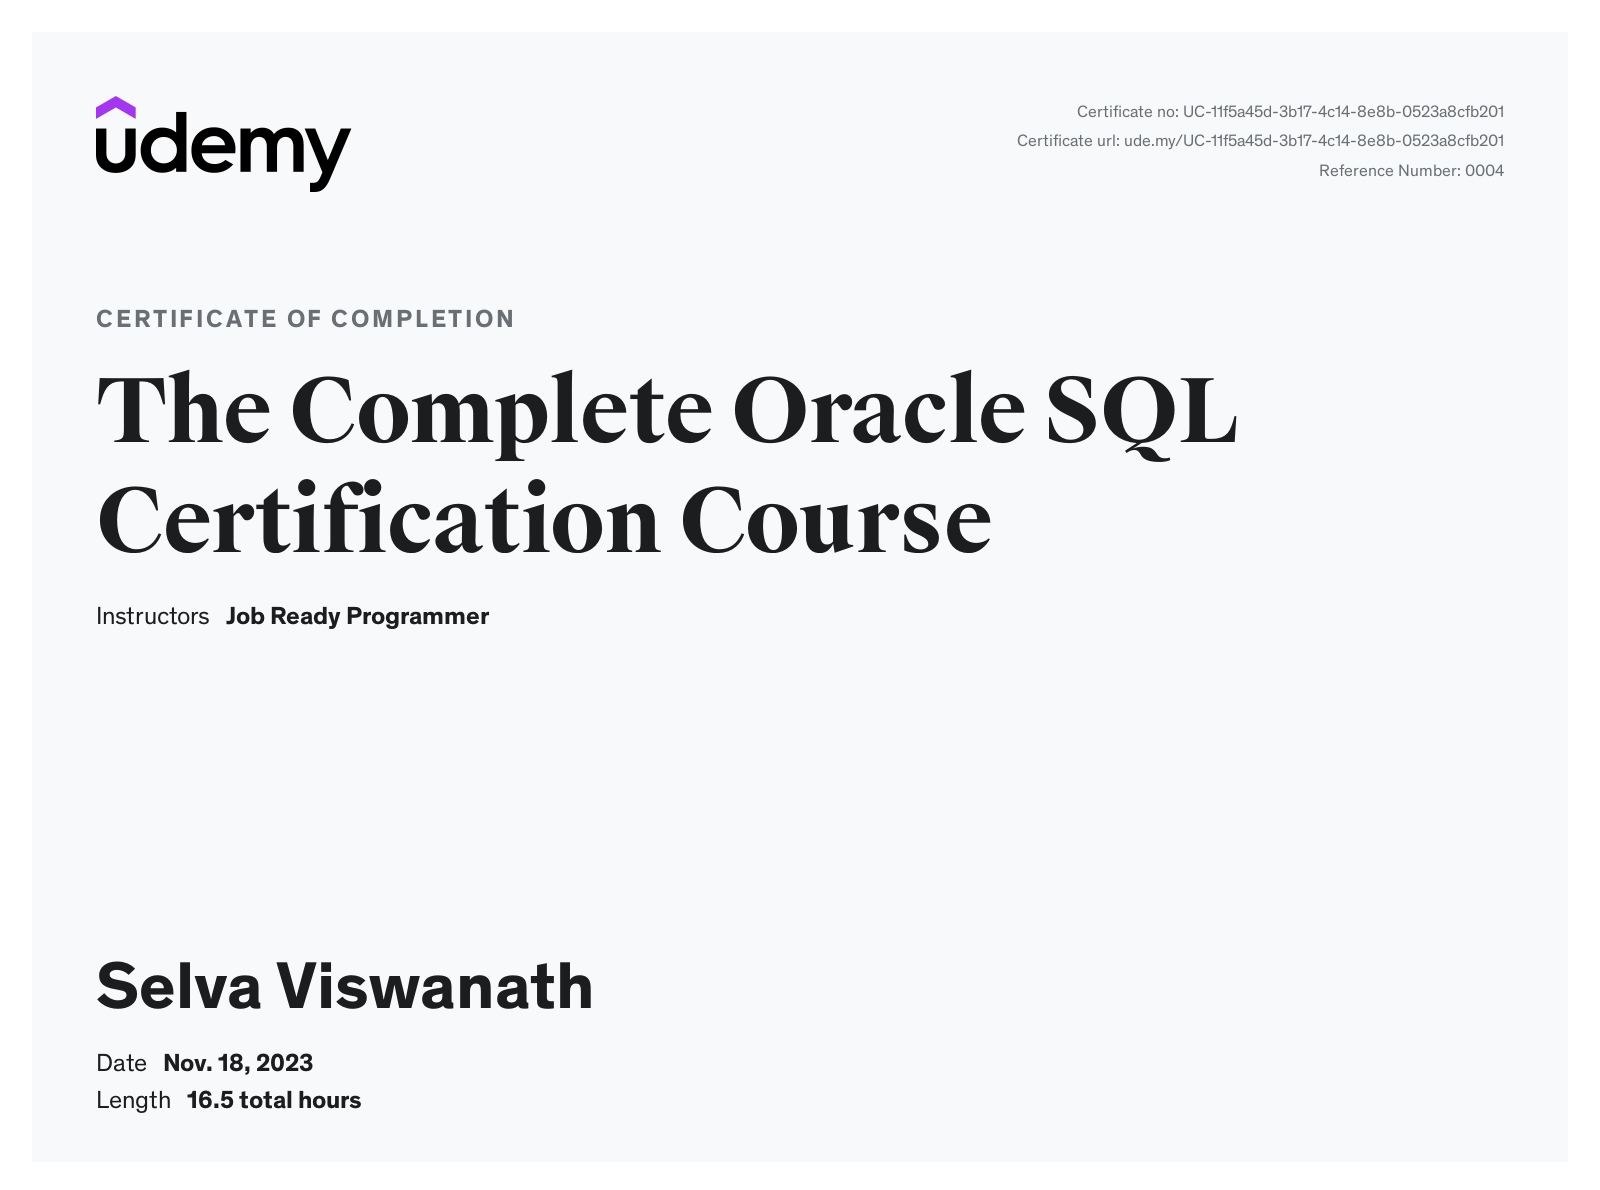 udemy
Certificate no: UC-11f5a45d-3b17-4c14-8e8b-0523a8cfb201
Certificate url: ude.my/UC-11f5a45d-3b17-4c14-8e8b-0523a8cfb201
Reference Number: 0004
CERTIFICATE OF COMPLETION
The Complete Oracle SQL
Certification Course
Instructors Job Ready Programmer
Selva Viswanath
Date Nov. 18, 2023
Length 16.5 total hours